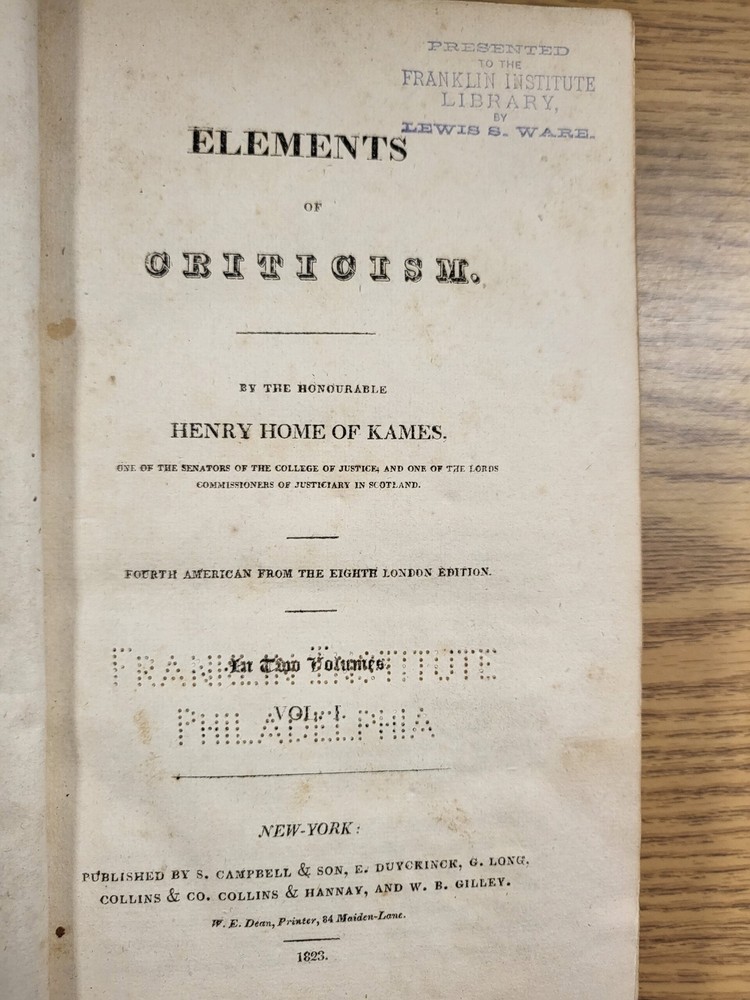 PRESENTED
TO THE
FRANKLIN INSTITUTE
LIBRARY,
BY
LEWIS S. WARE.
ELEMENTS
OF
CRITICISM.
BY THE HONOURABLE
HENRY HOME OF KAMES.
ONE OF THE SENATORS OF THE COLLEGE OF JUSTICE; AND ONE OF THE LORDS
COMMISSIONERS OF JUSTICIARY IN SCOTLAND.
FOURTH AMERICAN FROM THE EIGHTH LONDON EDITION.
In Two Volumes.
FRANKLIN INSTITUTE
VOL. I.
PHILADELPHIA
NEW-YORK:
PUBLISHED BY S. CAMPBELL & SON, E. DUYCKINCK, G. LONG,
COLLINS & CO. COLLINS & HANNAY, AND W. B. GILLEY.
W. E. Dean, Printer, 84 Maiden-Lane.
1823.